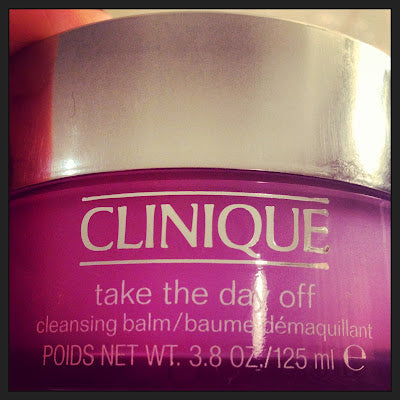 CLINIQUE
take the day off
cleansing balm/baume démaquillant
POIDS NET WT. 3.8 OZ./125 ml ℮